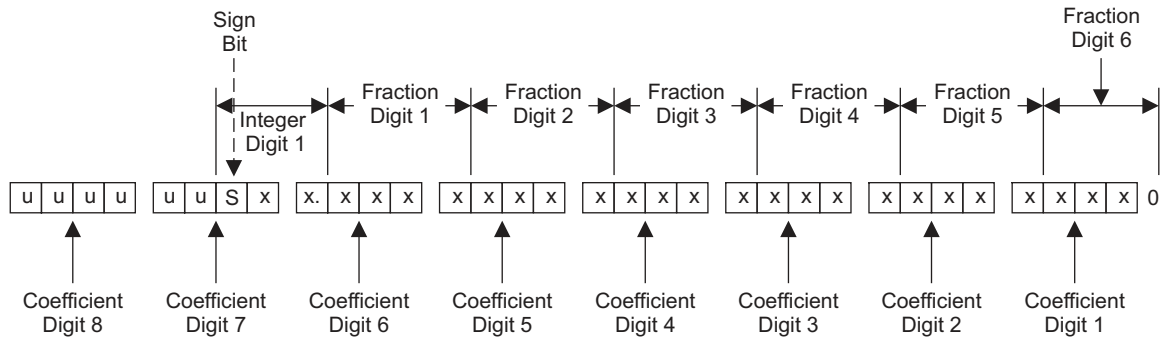 Sign
Bit
Fraction
Digit 6
Integer
Digit 1
Fraction
Digit 1
Fraction
Digit 2
Fraction
Digit 3
Fraction
Digit 4
Fraction
Digit 5
u u u u u u S x x. x x x x x x x x x x x x x x x x x x x x x x x 0
Coefficient
Digit 8
Coefficient
Digit 7
Coefficient
Digit 6
Coefficient
Digit 5
Coefficient
Digit 4
Coefficient
Digit 3
Coefficient
Digit 2
Coefficient
Digit 1